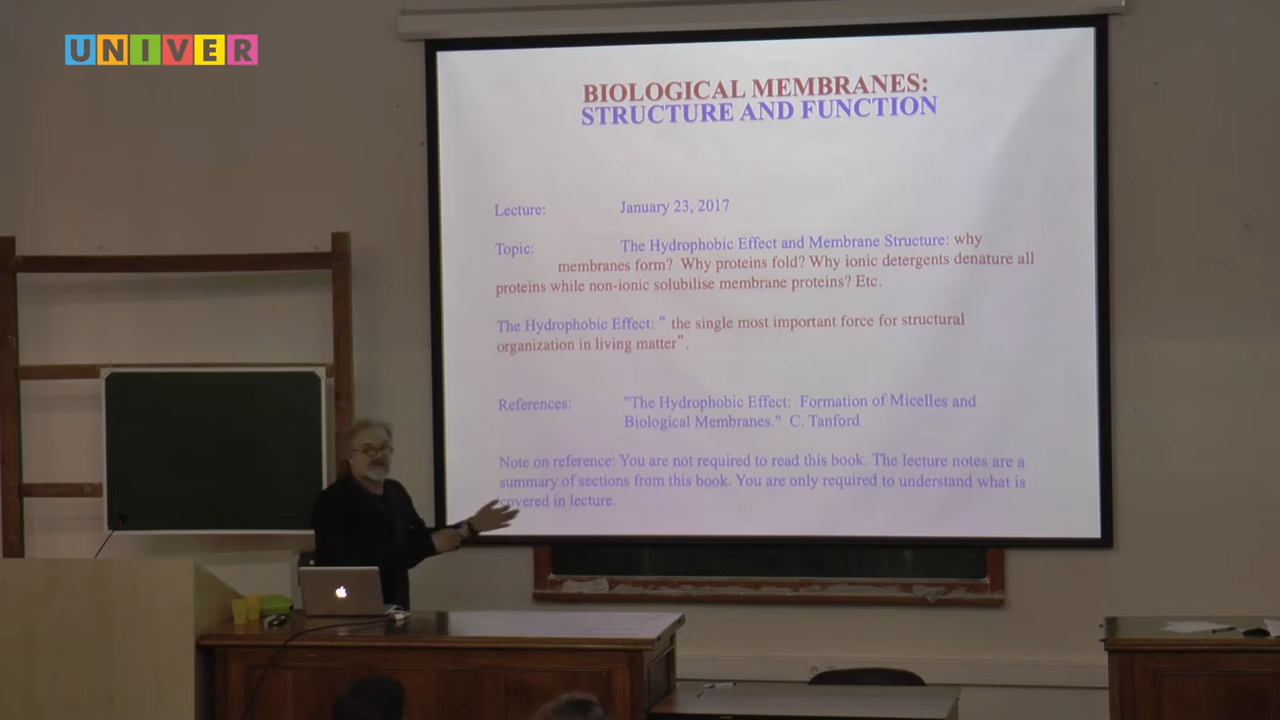 UNIVER
BIOLOGICAL MEMBRANES:
STRUCTURE AND FUNCTION
Lecture: January 23, 2017
Topic: The Hydrophobic Effect and Membrane Structure: why
membranes form? Why proteins fold? Why ionic detergents denature all
proteins while non-ionic solubilise membrane proteins? Etc.
The Hydrophobic Effect: “ the single most important force for structural
organization in living matter”.
References: "The Hydrophobic Effect: Formation of Micelles and
Biological Membranes." C. Tanford
Note on reference: You are not required to read this book. The lecture notes are a
summary of sections from this book. You are only required to understand what is
covered in lecture.